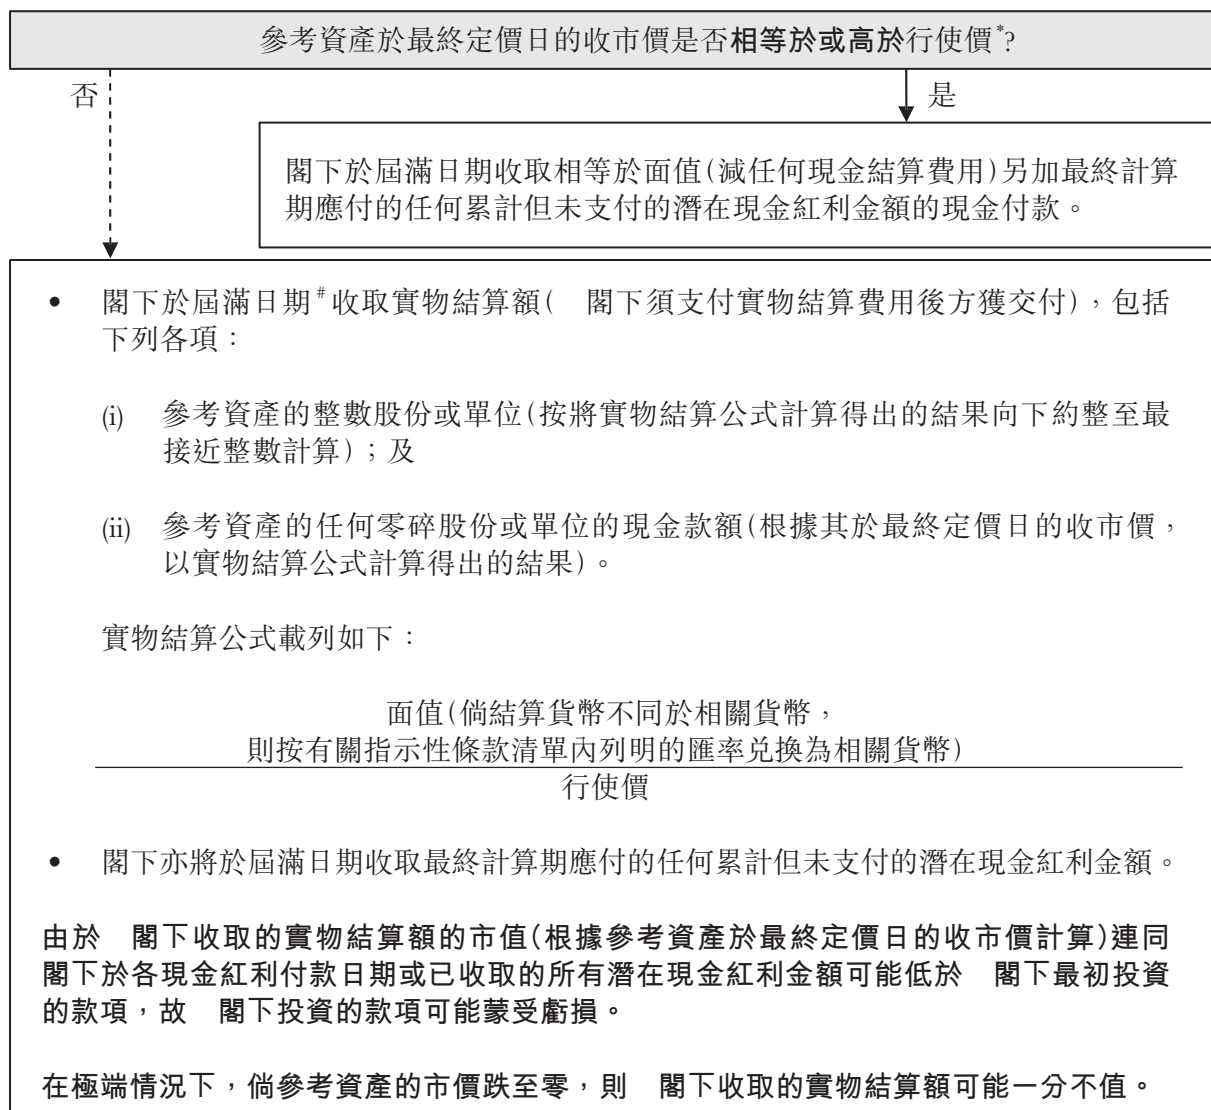 參考資產於最終定價日的收市價是否相等於或高於行使價*?
否
是
閣下於屆滿日期收取相等於面值(減任何現金結算費用)另加最終計算
期應付的任何累計但未支付的潛在現金紅利金額的現金付款。
• 閣下於屆滿日期#收取實物結算額( 閣下須支付實物結算費用後方獲交付),包括
下列各項:
(i) 參考資產的整數股份或單位(按將實物結算公式計算得出的結果向下約整至最
接近整數計算);及
(ii) 參考資產的任何零碎股份或單位的現金款額(根據其於最終定價日的收市價,
以實物結算公式計算得出的結果)。
實物結算公式載列如下:
面值(倘結算貨幣不同於相關貨幣,
則按有關指示性條款清單內列明的匯率兌換為相關貨幣)
行使價
• 閣下亦將於屆滿日期收取最終計算期應付的任何累計但未支付的潛在現金紅利金額。
由於 閣下收取的實物結算額的市值(根據參考資產於最終定價日的收市價計算)連同
閣下於各現金紅利付款日期或已收取的所有潛在現金紅利金額可能低於 閣下最初投資
的款項,故 閣下投資的款項可能蒙受虧損。
在極端情況下,倘參考資產的市價跌至零,則 閣下收取的實物結算額可能一分不值。